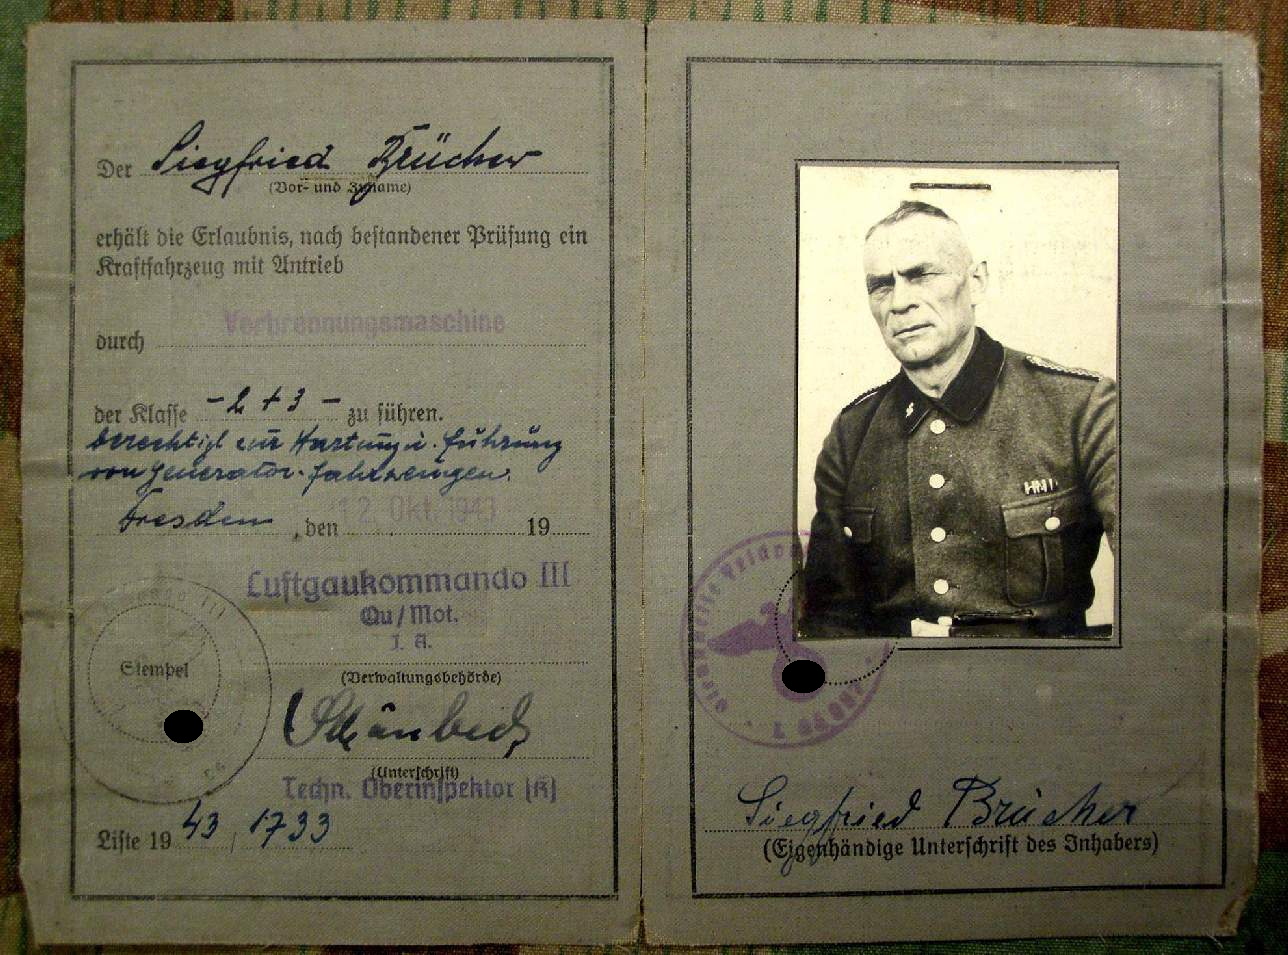 Der Siegfried Brücher
(Vor- und Zuname)
erhält die Erlaubnis, nach bestandener Prüfung ein
Kraftfahrzeug mit Antrieb
durch Verbrennungsmaschine
der Klasse - 2 + 3 - zu führen.
berechtigt zur Wartung u. Führung
von Generator-Fahrzeugen.
Dresden, den 12. Okt. 1943 19
Luftgaukommando III
Qu/Mot.
I. A.
Stempel
(Verwaltungsbehörde)
(Unterschrift)
Techn. Oberinspektor (K)
Liste 19 43 / 1733
Siegfried Brücher
(Eigenhändige Unterschrift des Inhabers)